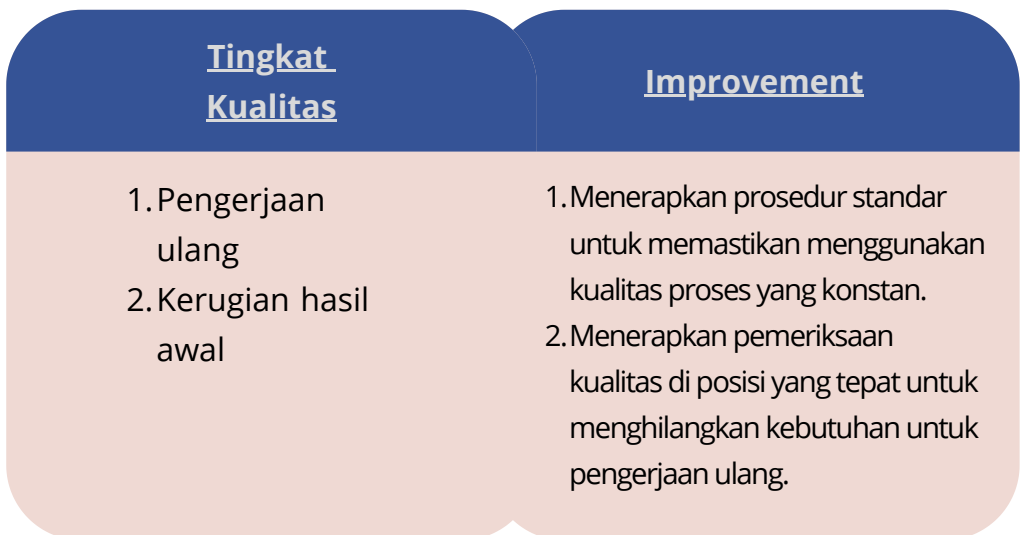 Tingkat
Kualitas
1. Pengerjaan
ulang
2. Kerugian hasil
awal
Improvement
1. Menerapkan prosedur standar
untuk memastikan menggunakan
kualitas proses yang konstan.
2. Menerapkan pemeriksaan
kualitas di posisi yang tepat untuk
menghilangkan kebutuhan untuk
pengerjaan ulang.